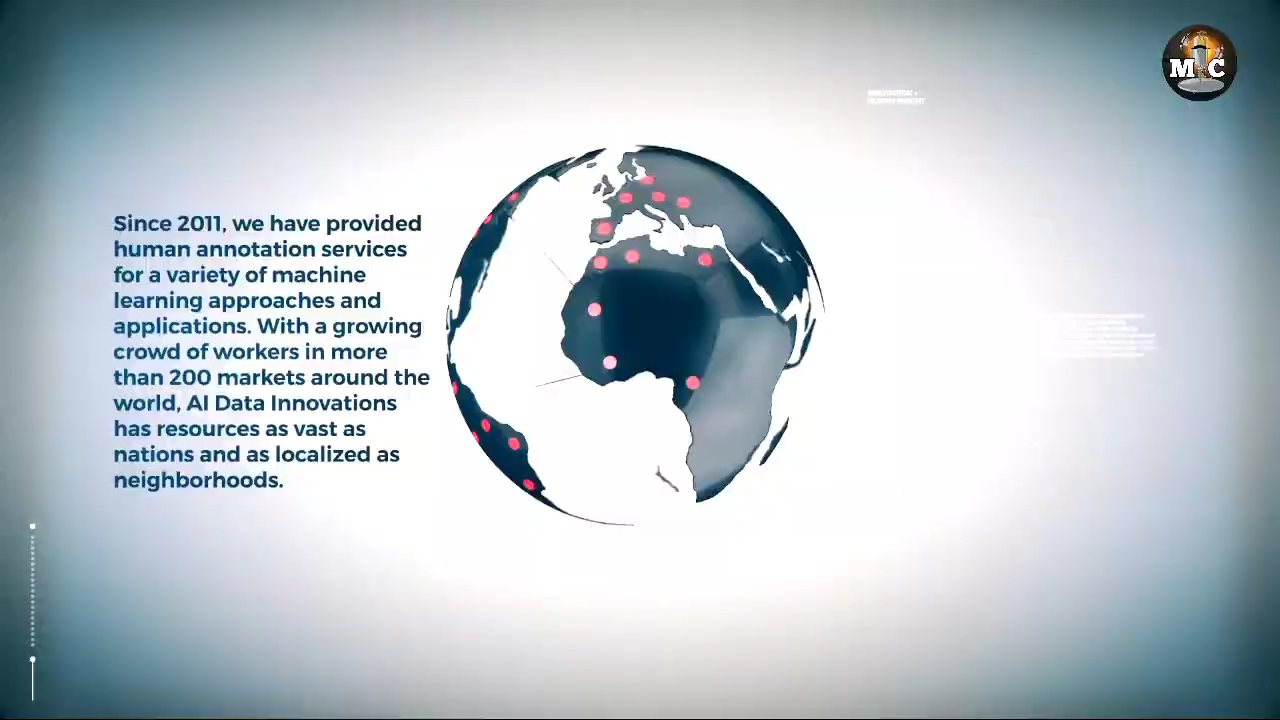 M C
Since 2011, we have provided
human annotation services
for a variety of machine
learning approaches and
applications. With a growing
crowd of workers in more
than 200 markets around the
world, AI Data Innovations
has resources as vast as
nations and as localized as
neighborhoods.